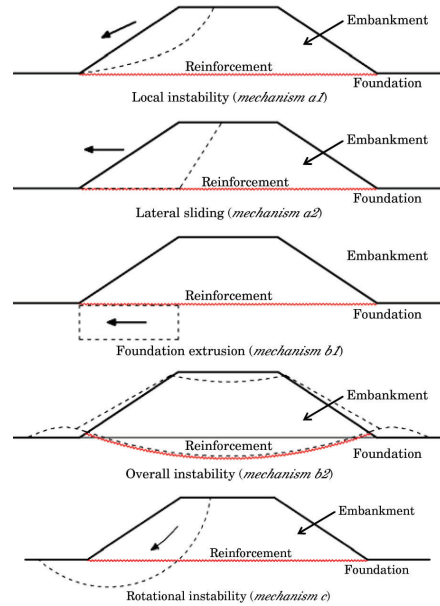 Embankment
Reinforcement
Foundation
Local instability (mechanism a1)
Embankment
Reinforcement
Foundation
Lateral sliding (mechanism a2)
Embankment
Reinforcement
Foundation
Foundation extrusion (mechanism b1)
Embankment
Reinforcement
Foundation
Overall instability (mechanism b2)
Embankment
Reinforcement
Foundation
Rotational instability (mechanism c)